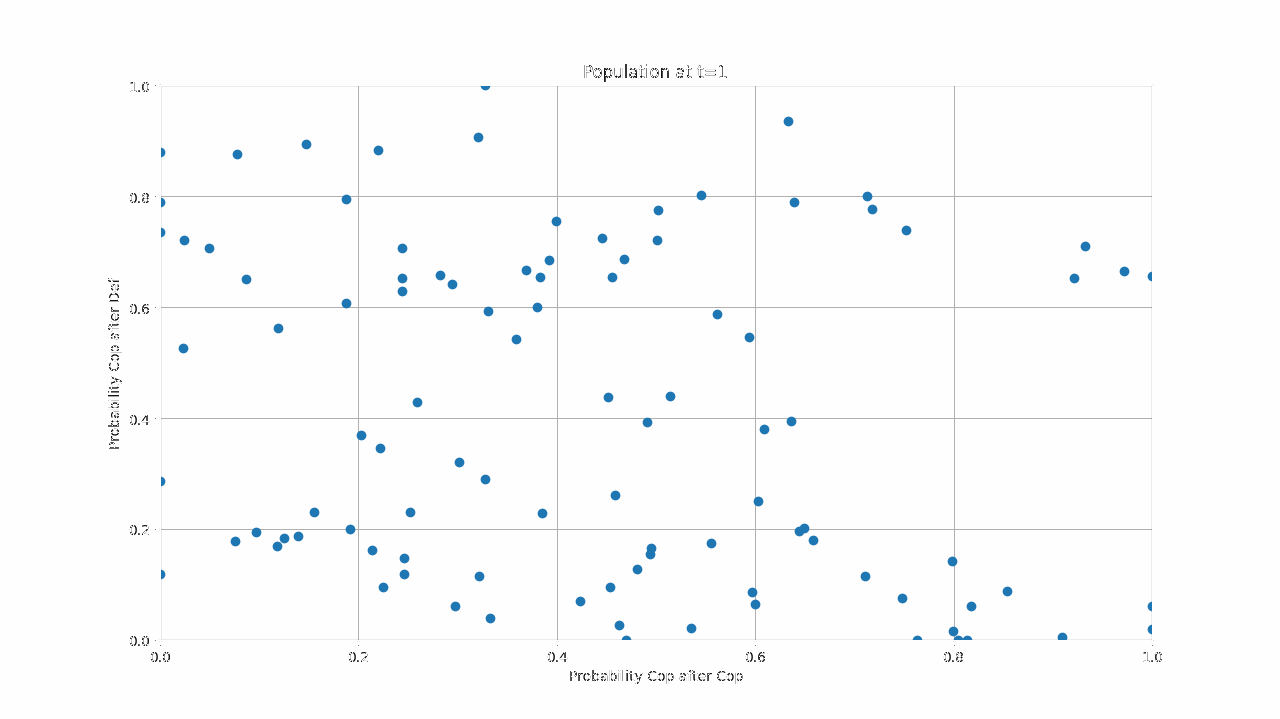 Population at t=1
1.0
0.8
0.6
0.4
0.2
0.0
Probability Cop after Def
0.0 0.2 0.4 0.6 0.8 1.0
Probability Cop after Cop